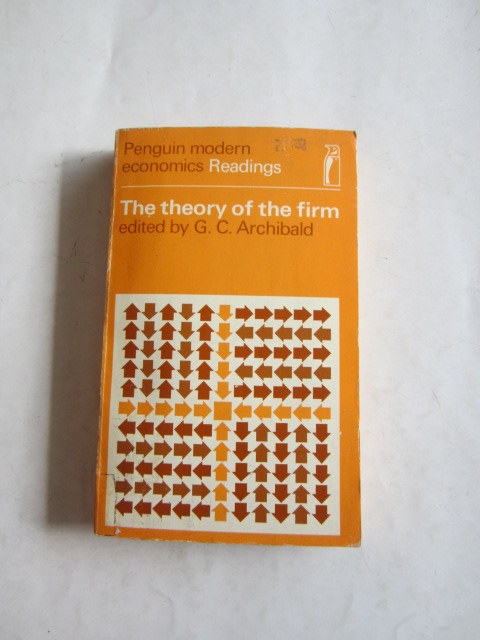 Penguin modern
economics Readings
The theory of the firm
edited by G. C. Archibald